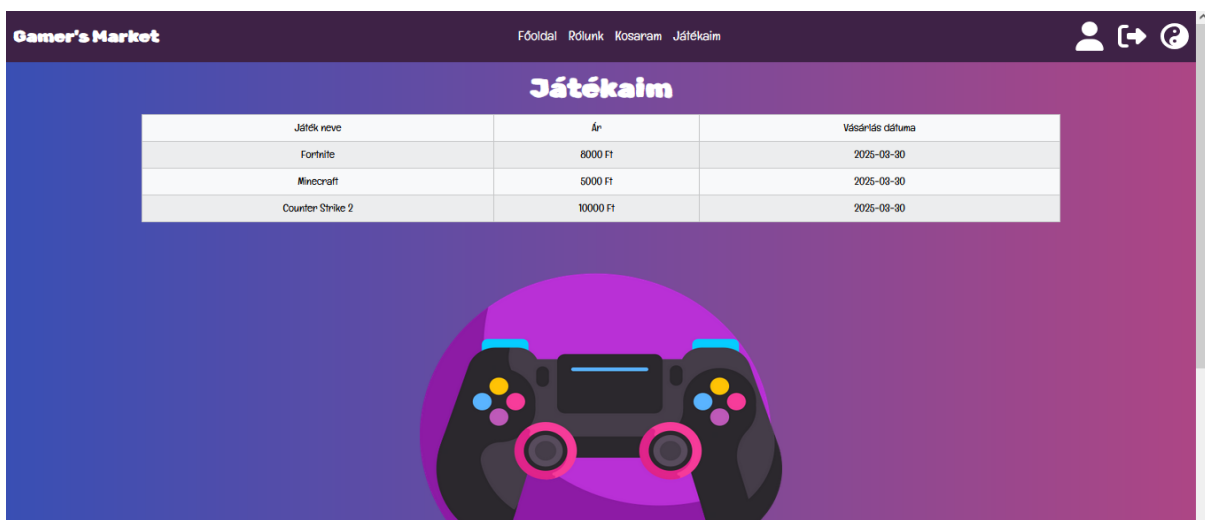 Gamer's Market Főoldal Rólunk Kosaram Játékaim
Játékaim
Játék neve Ár Vásárlás dátuma
Fortnite 8000 Ft 2025-03-30
Minecraft 5000 Ft 2025-03-30
Counter Strike 2 10000 Ft 2025-03-30